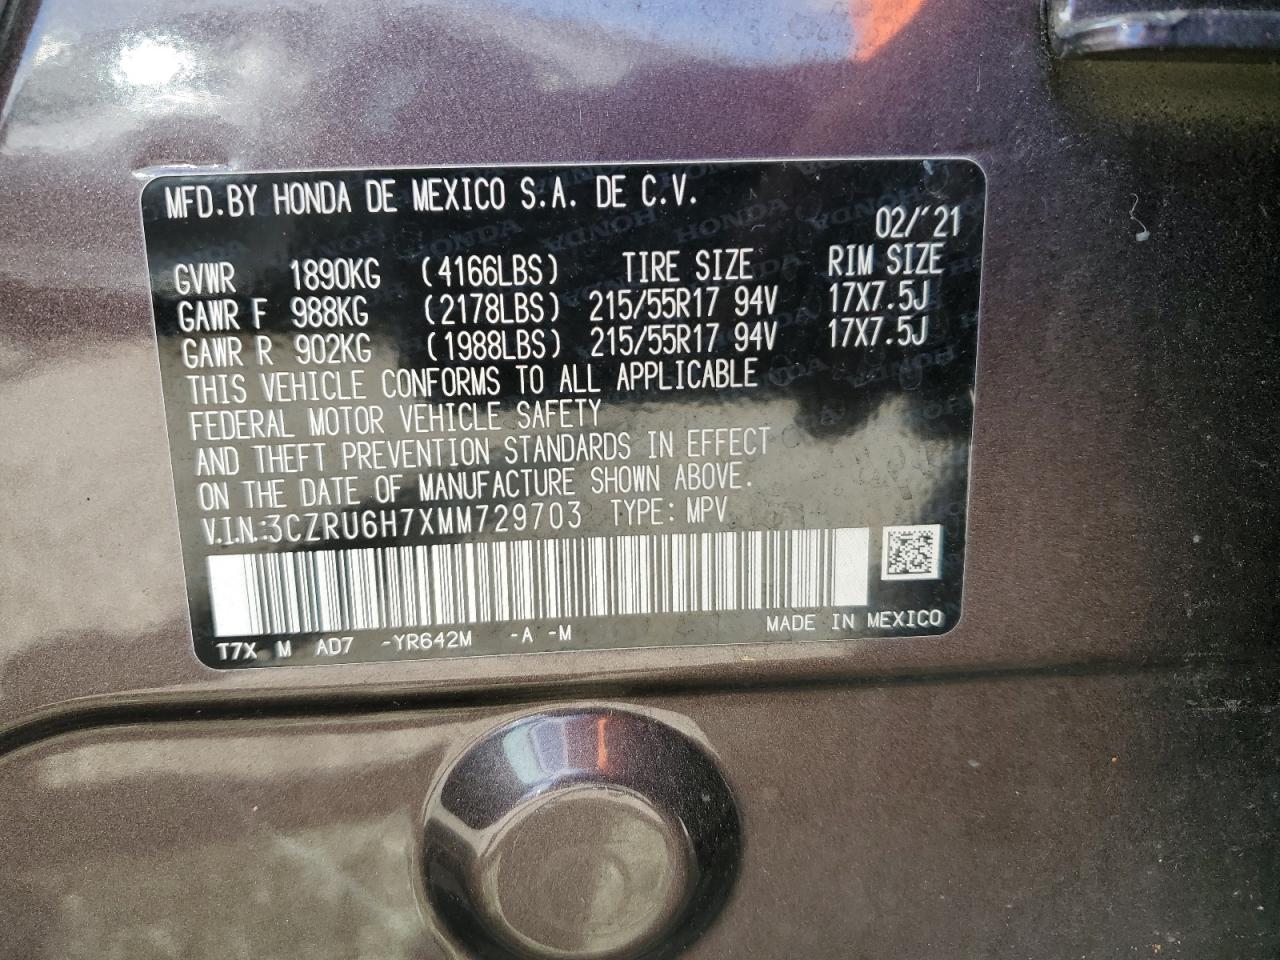 MFD.BY HONDA DE MEXICO S.A. DE C.V.
02/'21
GVWR 1890KG (4166LBS) TIRE SIZE RIM SIZE
GAWR F 988KG (2178LBS) 215/55R17 94V 17X7.5J
GAWR R 902KG (1988LBS) 215/55R17 94V 17X7.5J
THIS VEHICLE CONFORMS TO ALL APPLICABLE
FEDERAL MOTOR VEHICLE SAFETY
AND THEFT PREVENTION STANDARDS IN EFFECT
ON THE DATE OF MANUFACTURE SHOWN ABOVE.
V.I.N.:3CZRU6H7XMM729703 TYPE: MPV
T7X M AD7 -YR642M -A -M MADE IN MEXICO